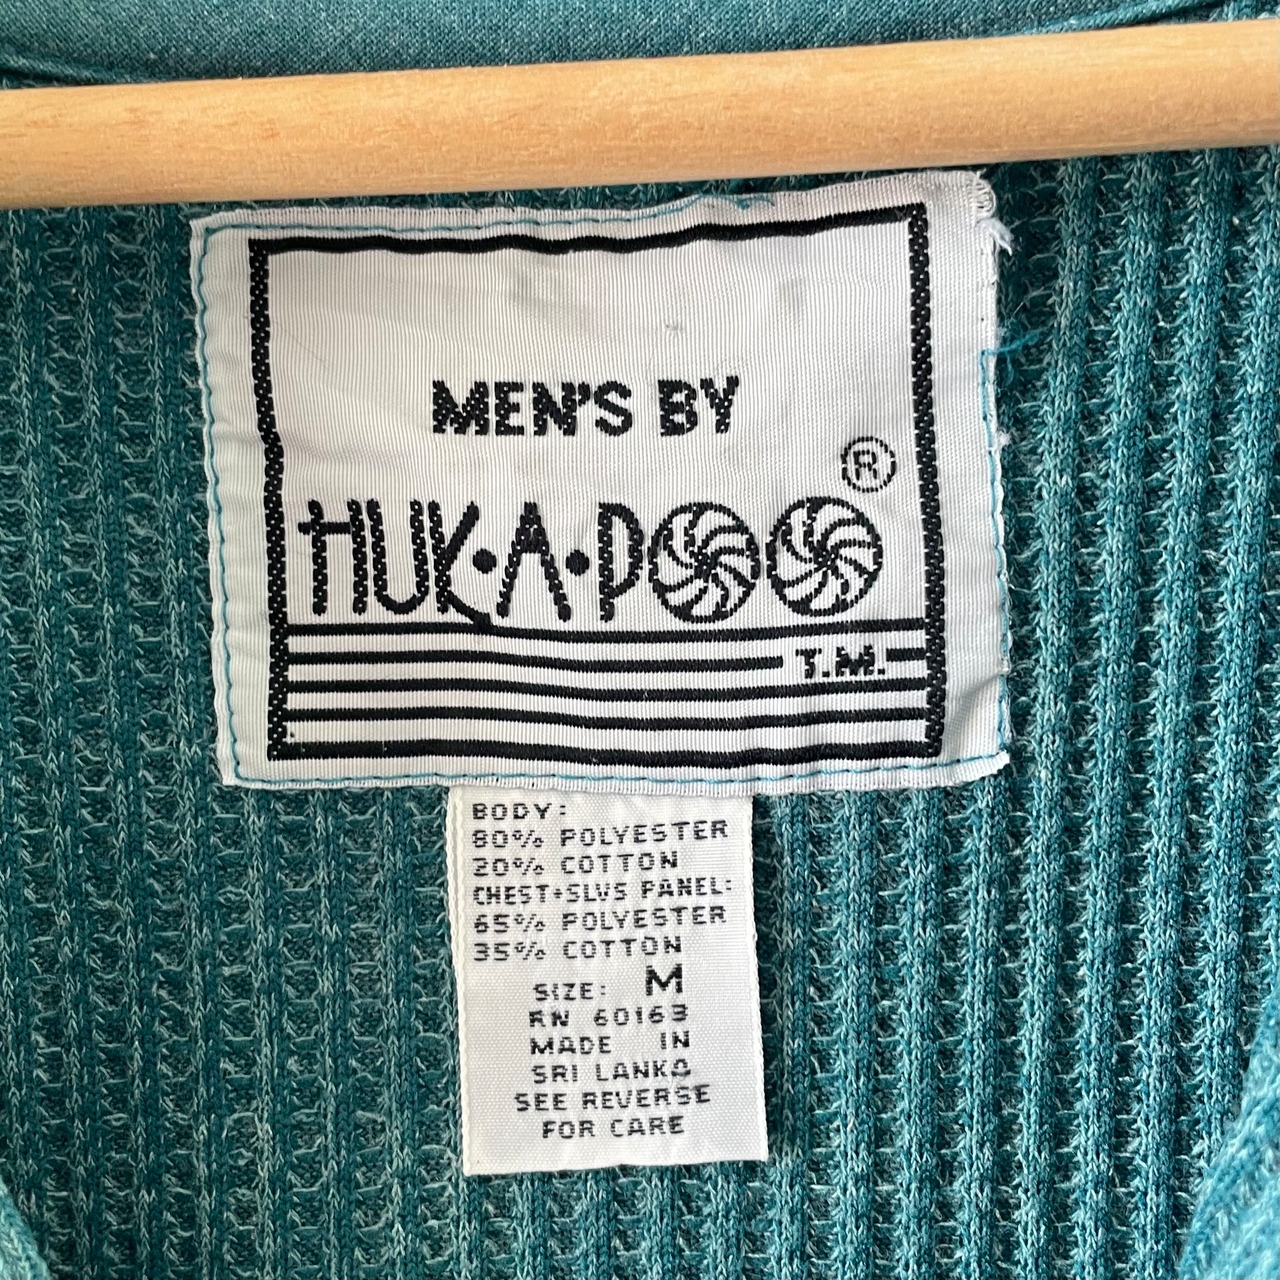 MEN'S BY
HUK·A·POO®
T.M.
BODY:
80% POLYESTER
20% COTTON
CHEST+SLVS PANEL:
65% POLYESTER
35% COTTON
SIZE: M
RN 60163
MADE IN
SRI LANKA
SEE REVERSE
FOR CARE